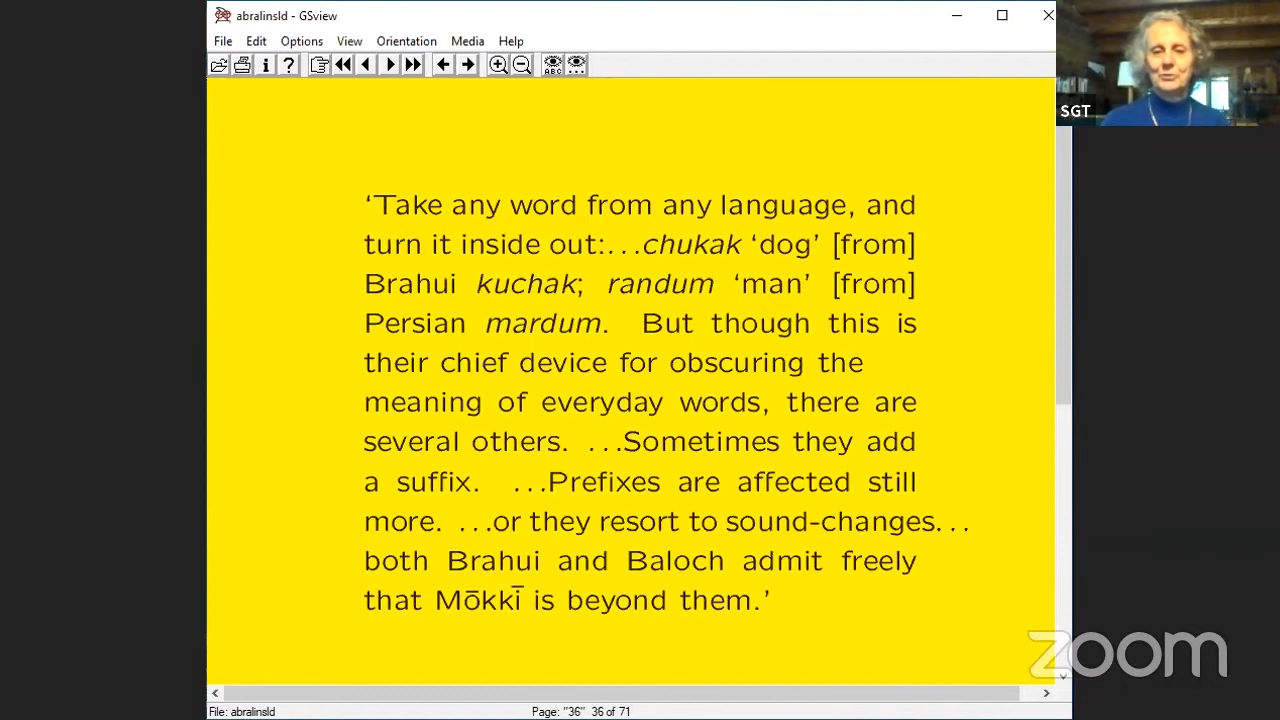 abralinsld - GSview
File Edit Options View Orientation Media Help
SGT
‘Take any word from any language, and
turn it inside out:...chukak ‘dog’ [from]
Brahui kuchak; randum ‘man’ [from]
Persian mardum. But though this is
their chief device for obscuring the
meaning of everyday words, there are
several others. ...Sometimes they add
a suffix. ...Prefixes are affected still
more. ...or they resort to sound-changes...
both Brahui and Baloch admit freely
that Mōkkī is beyond them.’
zoom
File: abralinsld Page: "36" 36 of 71